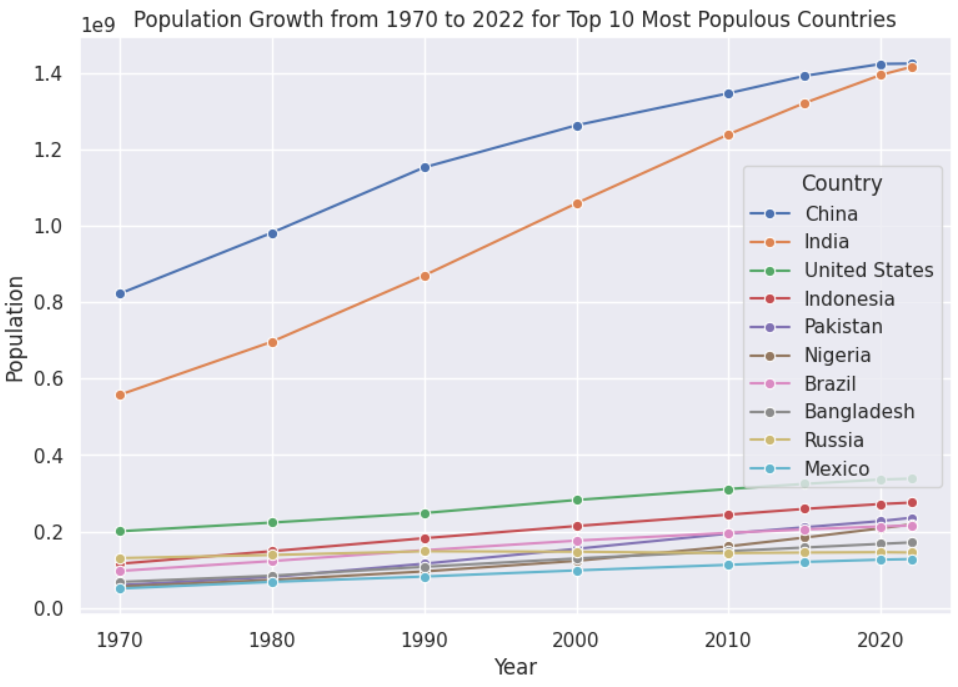 Population Growth from 1970 to 2022 for Top 10 Most Populous Countries
1e9
1.4
1.2
1.0
0.8
0.6
0.4
0.2
0.0
Population
Country
China
India
United States
Indonesia
Pakistan
Nigeria
Brazil
Bangladesh
Russia
Mexico
1970 1980 1990 2000 2010 2020
Year